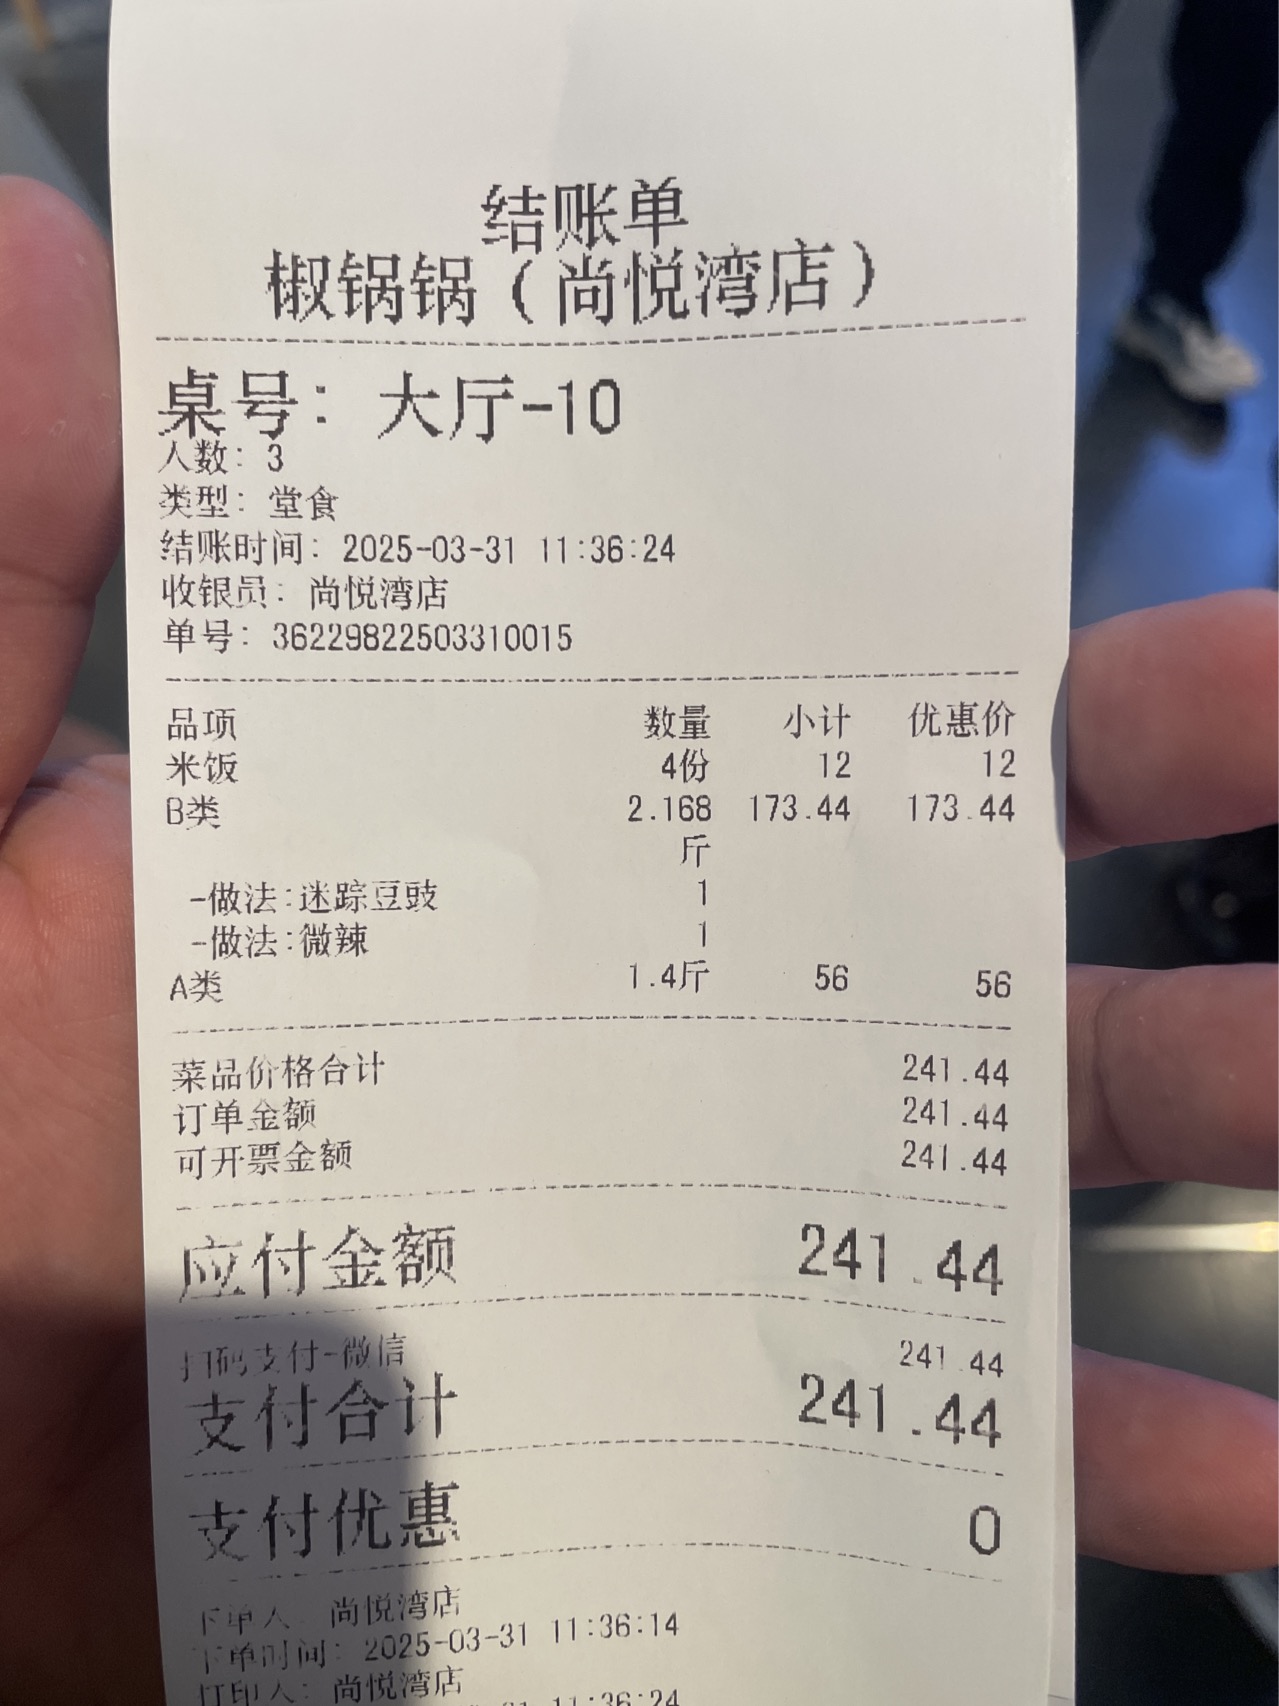 结账单
椒锅锅（尚悦湾店）
桌号：大厅-10
人数：3
类型：堂食
结账时间：2025-03-31 11:36:24
收银员：尚悦湾店
单号：36229822503310015
品项 数量 小计 优惠价
米饭 4份 12 12
B类 2.168 173.44 173.44
斤
-做法:迷踪豆豉 1
-做法:微辣 1
A类 1.4斤 56 56
菜品价格合计 241.44
订单金额 241.44
可开票金额 241.44
应付金额 241.44
扫码支付-微信 241.44
支付合计 241.44
支付优惠 0
下单人：尚悦湾店
下单时间：2025-03-31 11:36:14
打印人：尚悦湾店
11:36:24